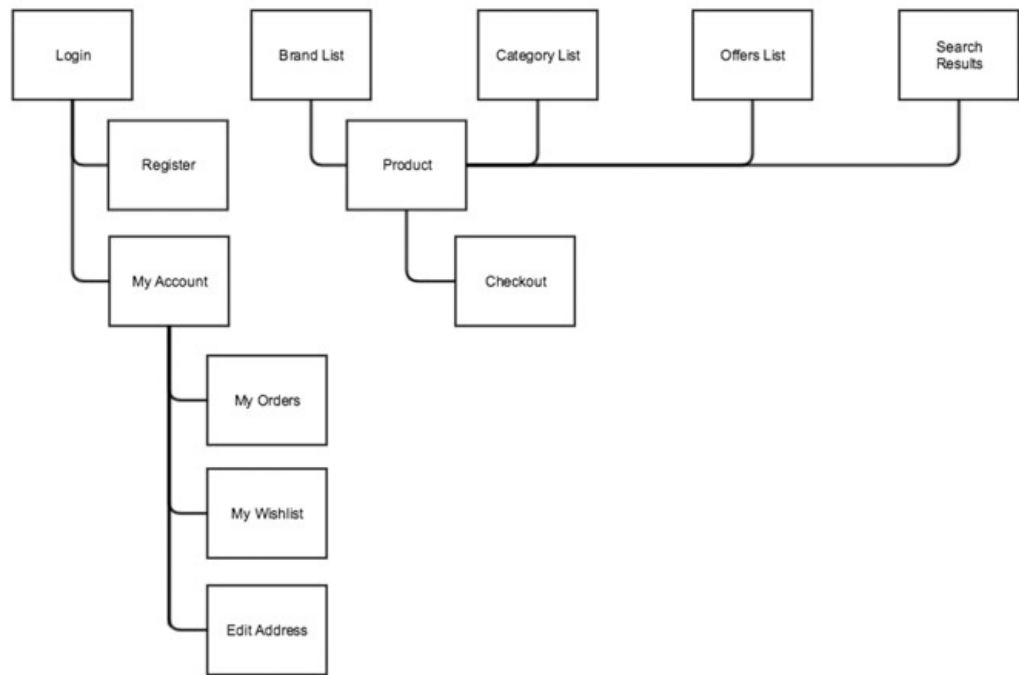 Login
Brand List
Category List
Offers List
Search
Results
Register
Product
My Account
Checkout
My Orders
My Wishlist
Edit Address